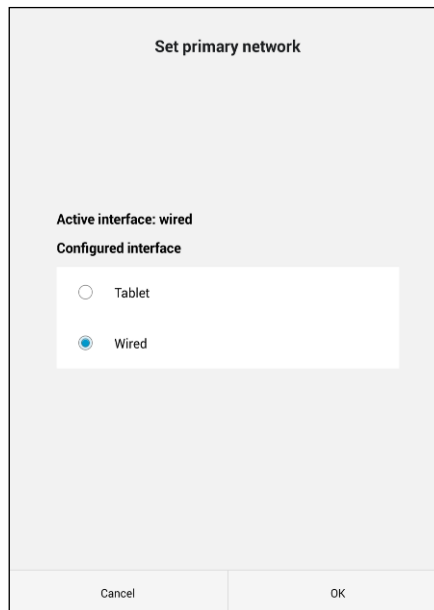 Set primary network
Active interface: wired
Configured interface
Tablet
Wired
Cancel OK